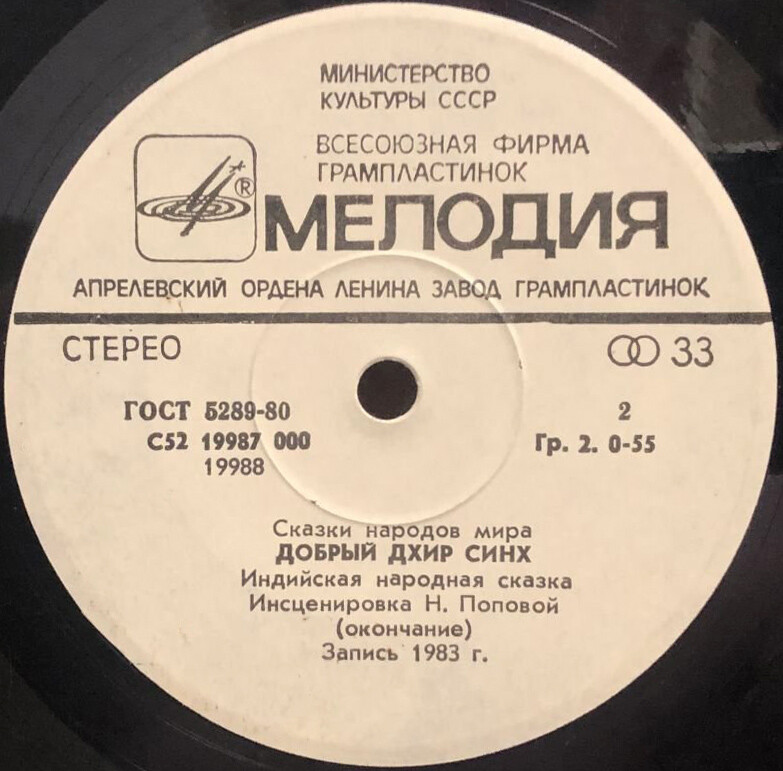 МИНИСТЕРСТВО
КУЛЬТУРЫ СССР
ВСЕСОЮЗНАЯ ФИРМА
ГРАМПЛАСТИНОК
®
МЕЛОДИЯ
АПРЕЛЕВСКИЙ ОРДЕНА ЛЕНИНА ЗАВОД ГРАМПЛАСТИНОК
СТЕРЕО 33
ГОСТ 5289-80 2
С52 19987 000 Гр. 2. 0-55
19988
Сказки народов мира
ДОБРЫЙ ДХИР СИНХ
Индийская народная сказка
Инсценировка Н. Поповой
(окончание)
Запись 1983 г.